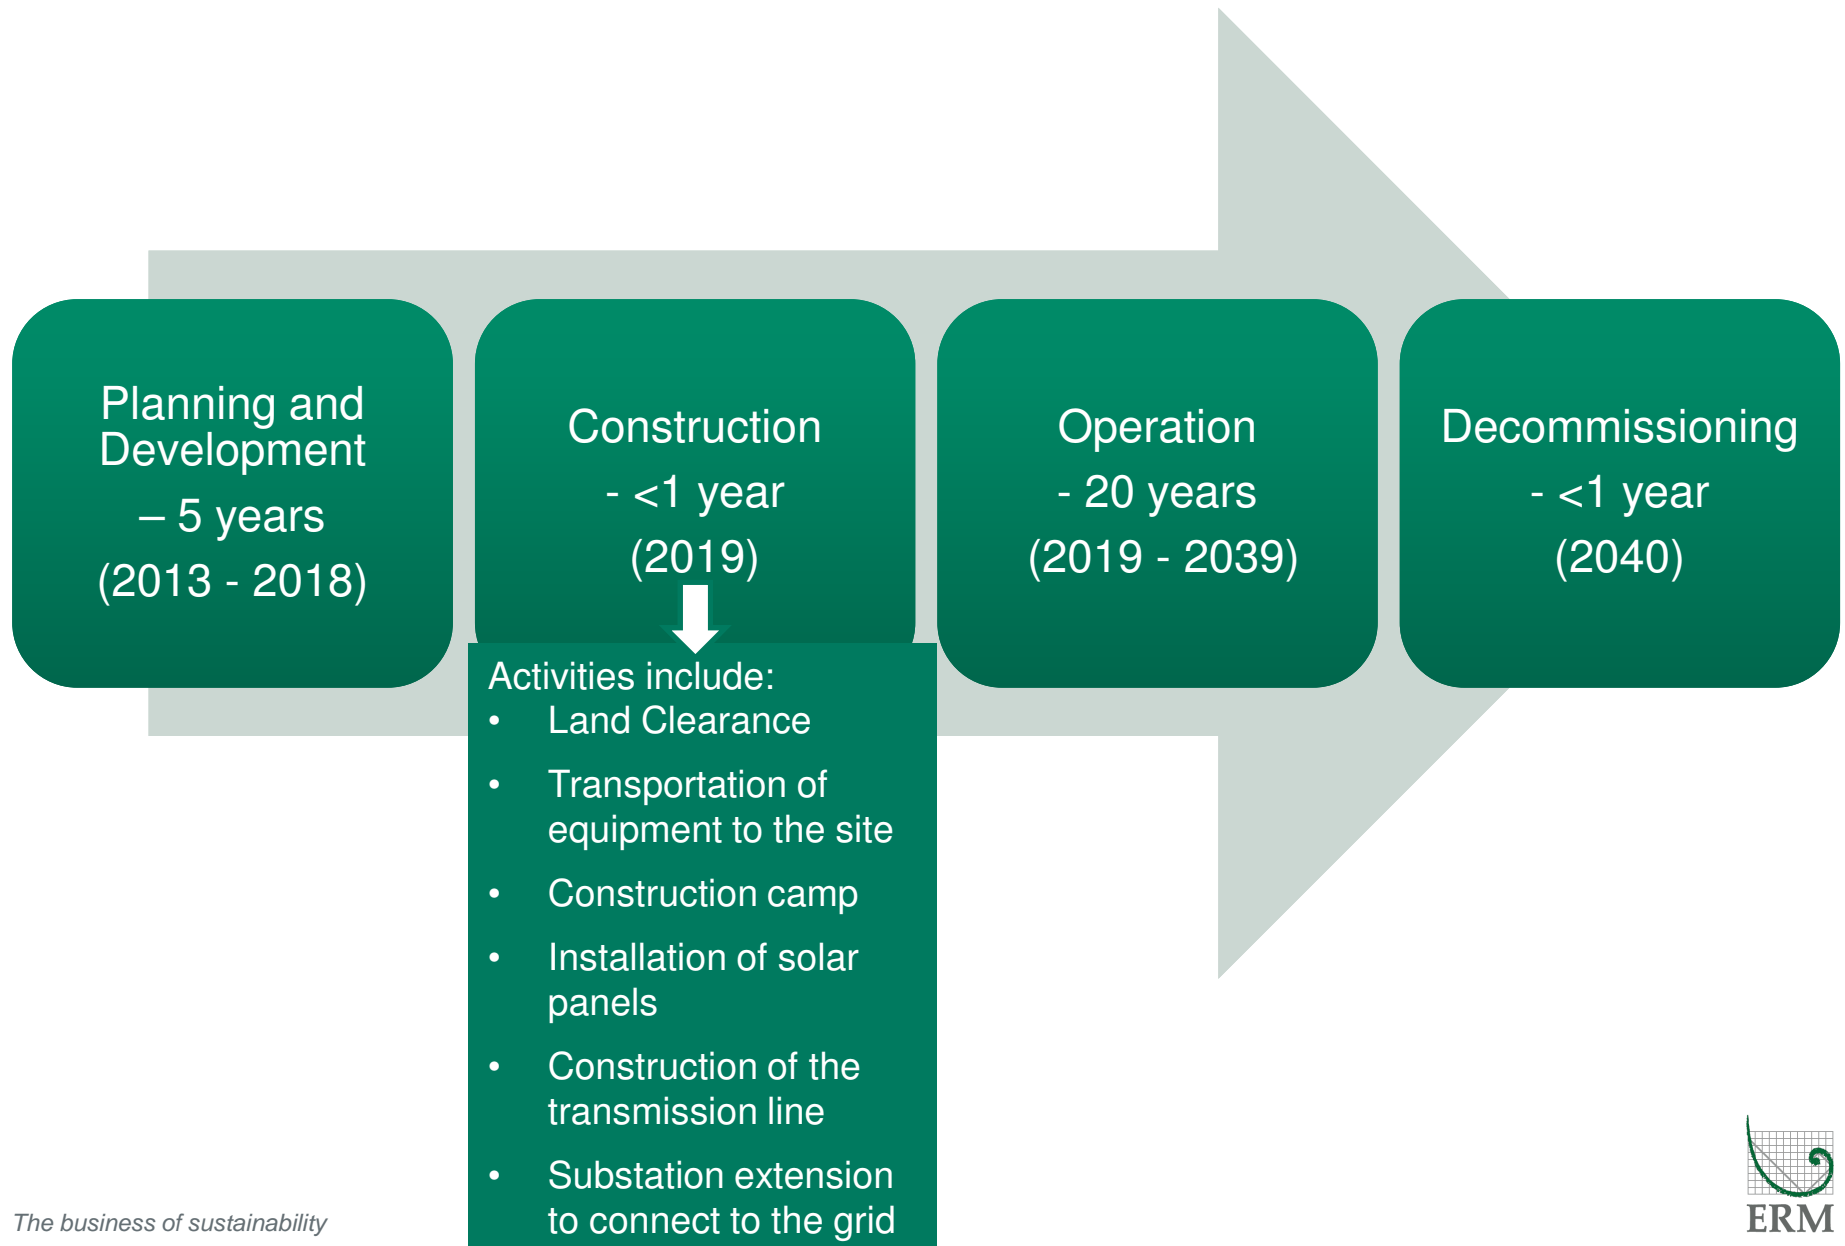 Planning and
Development
– 5 years
(2013 - 2018)
Construction
- <1 year
(2019)
Operation
- 20 years
(2019 - 2039)
Decommissioning
- <1 year
(2040)
Activities include:
• Land Clearance
• Transportation of
equipment to the site
• Construction camp
• Installation of solar
panels
• Construction of the
transmission line
• Substation extension
to connect to the grid
The business of sustainability
ERM